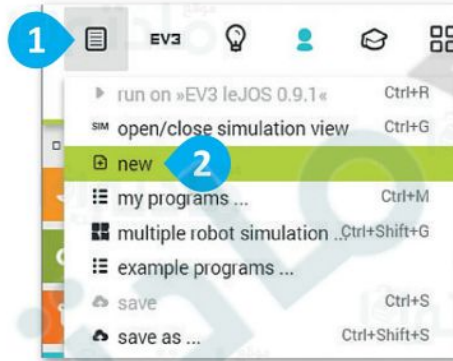 1
EV3
run on »EV3 leJOS 0.9.1« Ctrl+R
SIM open/close simulation view Ctrl+G
new 2
my programs ... Ctrl+M
multiple robot simulation ... Ctrl+Shift+G
example programs ...
save Ctrl+S
save as ... Ctrl+Shift+S